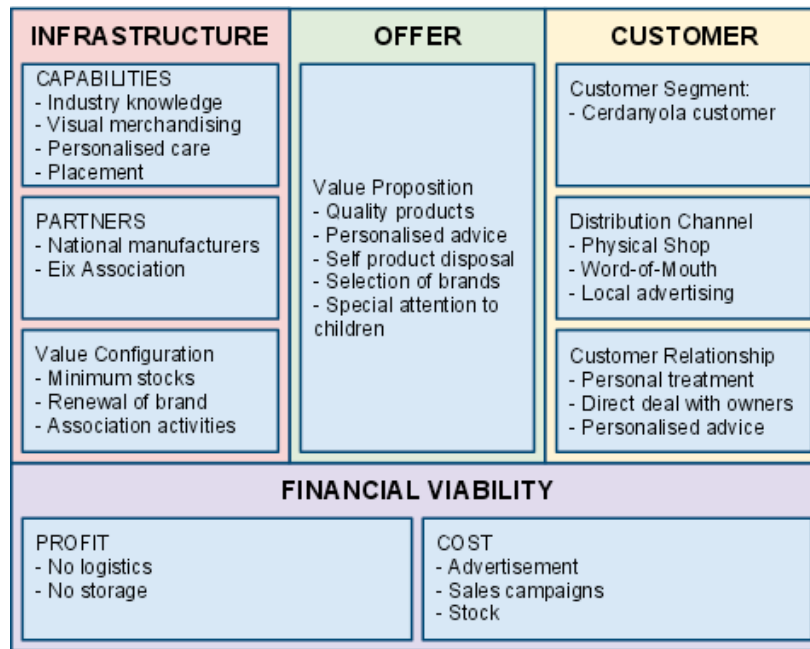 INFRASTRUCTURE
CAPABILITIES
- Industry knowledge
- Visual merchandising
- Personalised care
- Placement
PARTNERS
- National manufacturers
- Eix Association
Value Configuration
- Minimum stocks
- Renewal of brand
- Association activities
OFFER
Value Proposition
- Quality products
- Personalised advice
- Self product disposal
- Selection of brands
- Special attention to
children
CUSTOMER
Customer Segment:
- Cerdanyola customer
Distribution Channel
- Physical Shop
- Word-of-Mouth
- Local advertising
Customer Relationship
- Personal treatment
- Direct deal with owners
- Personalised advice
FINANCIAL VIABILITY
PROFIT
- No logistics
- No storage
COST
- Advertisement
- Sales campaigns
- Stock